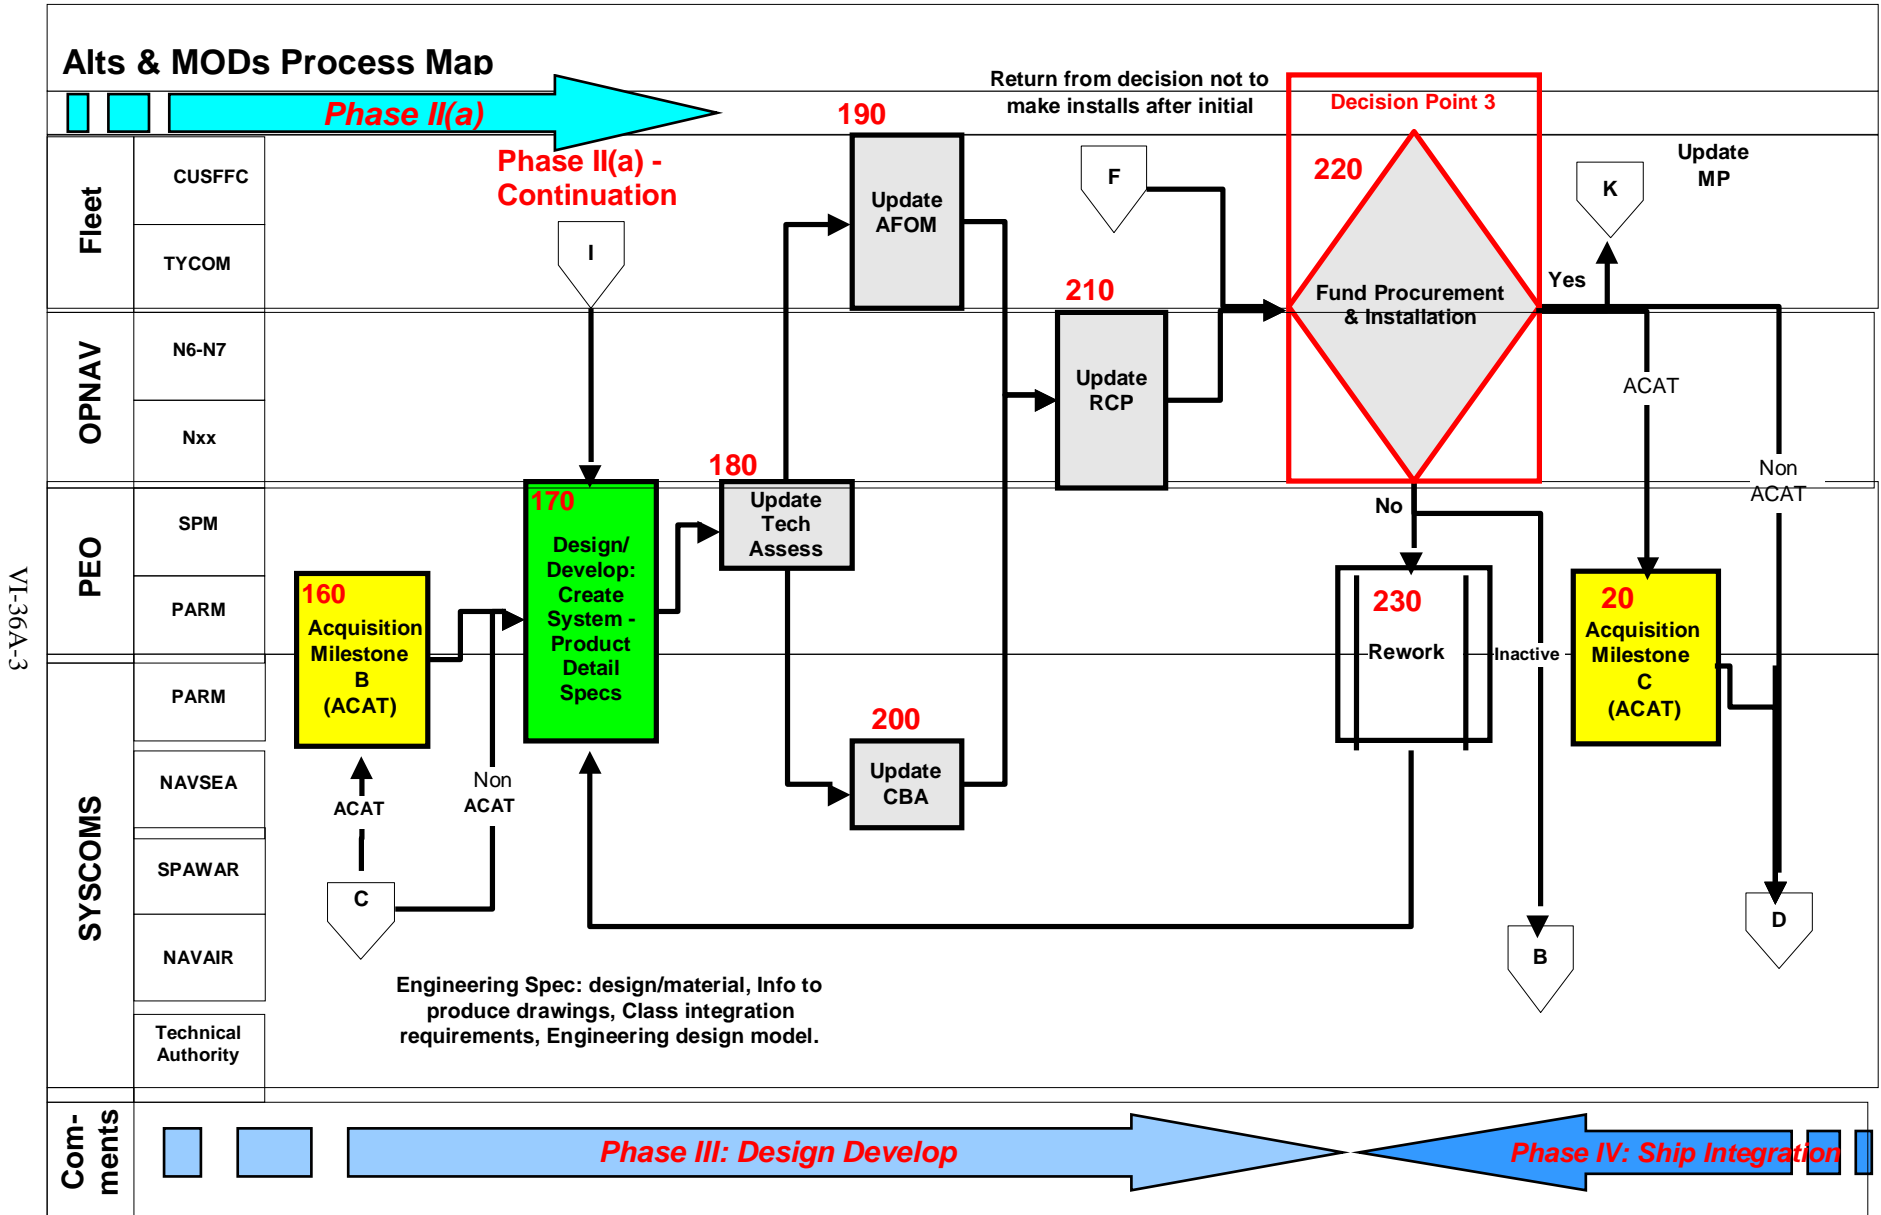 Alts & MODs Process Map
Phase II(a)
Return from decision not to
make installs after initial
Decision Point 3
190
Phase II(a) -
Continuation
220
Update
MP
Fleet
CUSFFC
TYCOM
I
Update
AFOM
F
K
210
Fund Procurement
& Installation
Yes
OPNAV
N6-N7
Nxx
Update
RCP
ACAT
Non
ACAT
180
170
Update
Tech
Assess
No
PEO
SPM
PARM
Design/
Develop:
Create
System -
Product
Detail
Specs
160
Acquisition
Milestone
B
(ACAT)
230
Rework
Inactive
20
Acquisition
Milestone
C
(ACAT)
VI-36A-3
SYSCOMS
PARM
NAVSEA
SPAWAR
NAVAIR
Technical
Authority
200
Update
CBA
ACAT
Non
ACAT
C
D
B
Engineering Spec: design/material, Info to
produce drawings, Class integration
requirements, Engineering design model.
Com-
ments
Phase III: Design Develop
Phase IV: Ship Integration